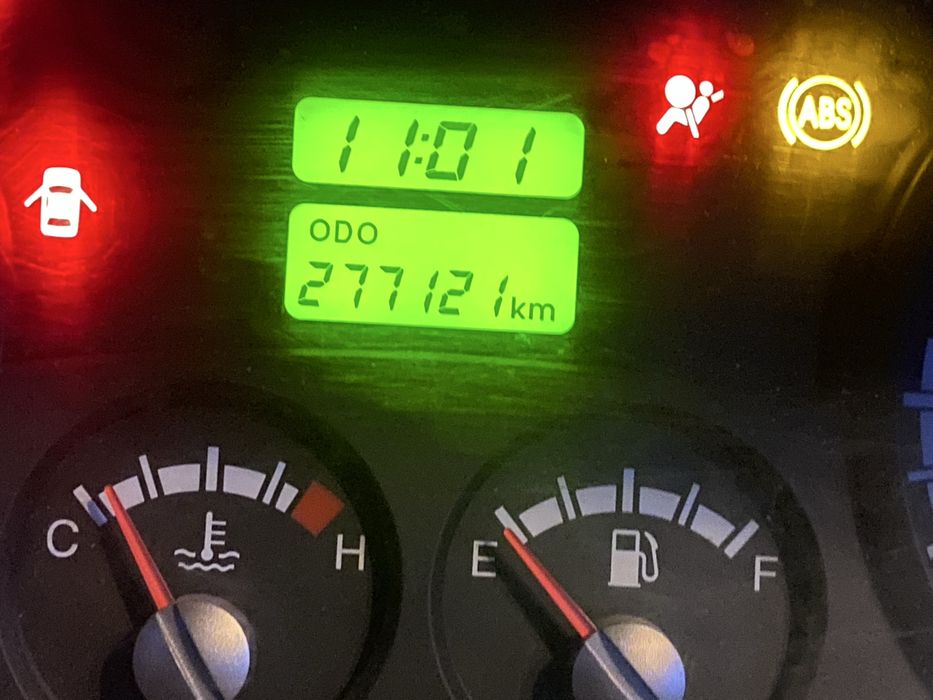 11:01
ABS
ODO
277121km
C H
E F